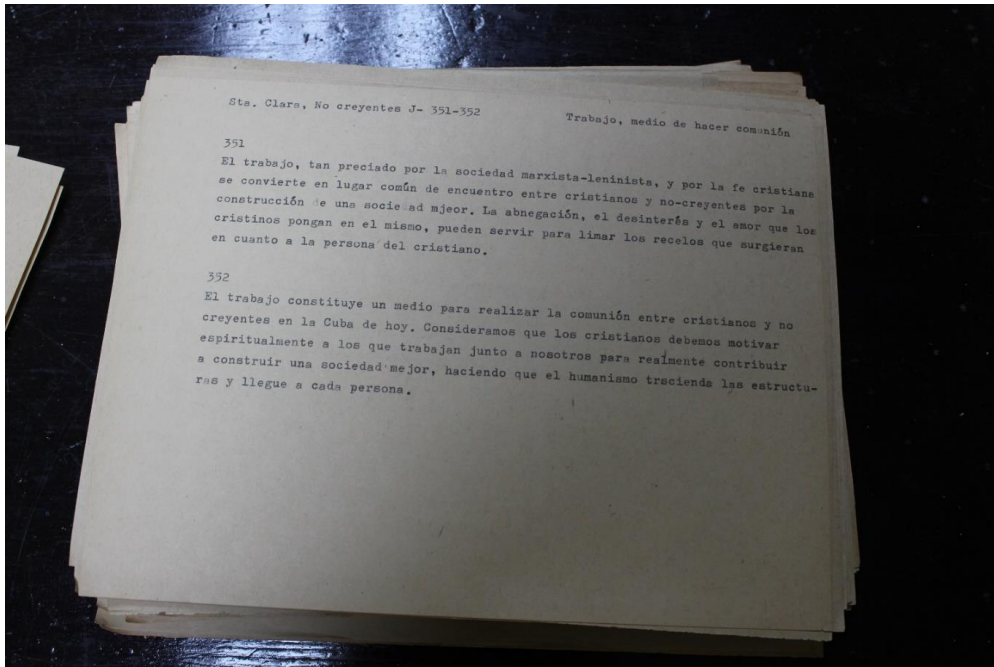 Sta. Clara, No creyentes J- 351-352 Trabajo, medio de hacer comunión
351
El trabajo, tan preciado por la sociedad marxista-leninista, y por la fe cristiana
se convierte en lugar común de encuentro entre cristianos y no-creyentes por la
construcción de una socie ad mjeor. La abnegación, el desinterés y el amor que los
cristinos pongan en el mismo, pueden servir para limar los recelos que surgieran
en cuanto a la persona del cristiano.
352
El trabajo constituye un medio para realizar la comunión entre cristianos y no
creyentes en la Cuba de hoy. Consideramos que los cristianos debemos motivar
espiritualmente a los que trabajan junto a nosotros para realmente contribuir
a construir una sociedad mejor, haciendo que el humanismo trascienda las estructu-
ras y llegue a cada persona.